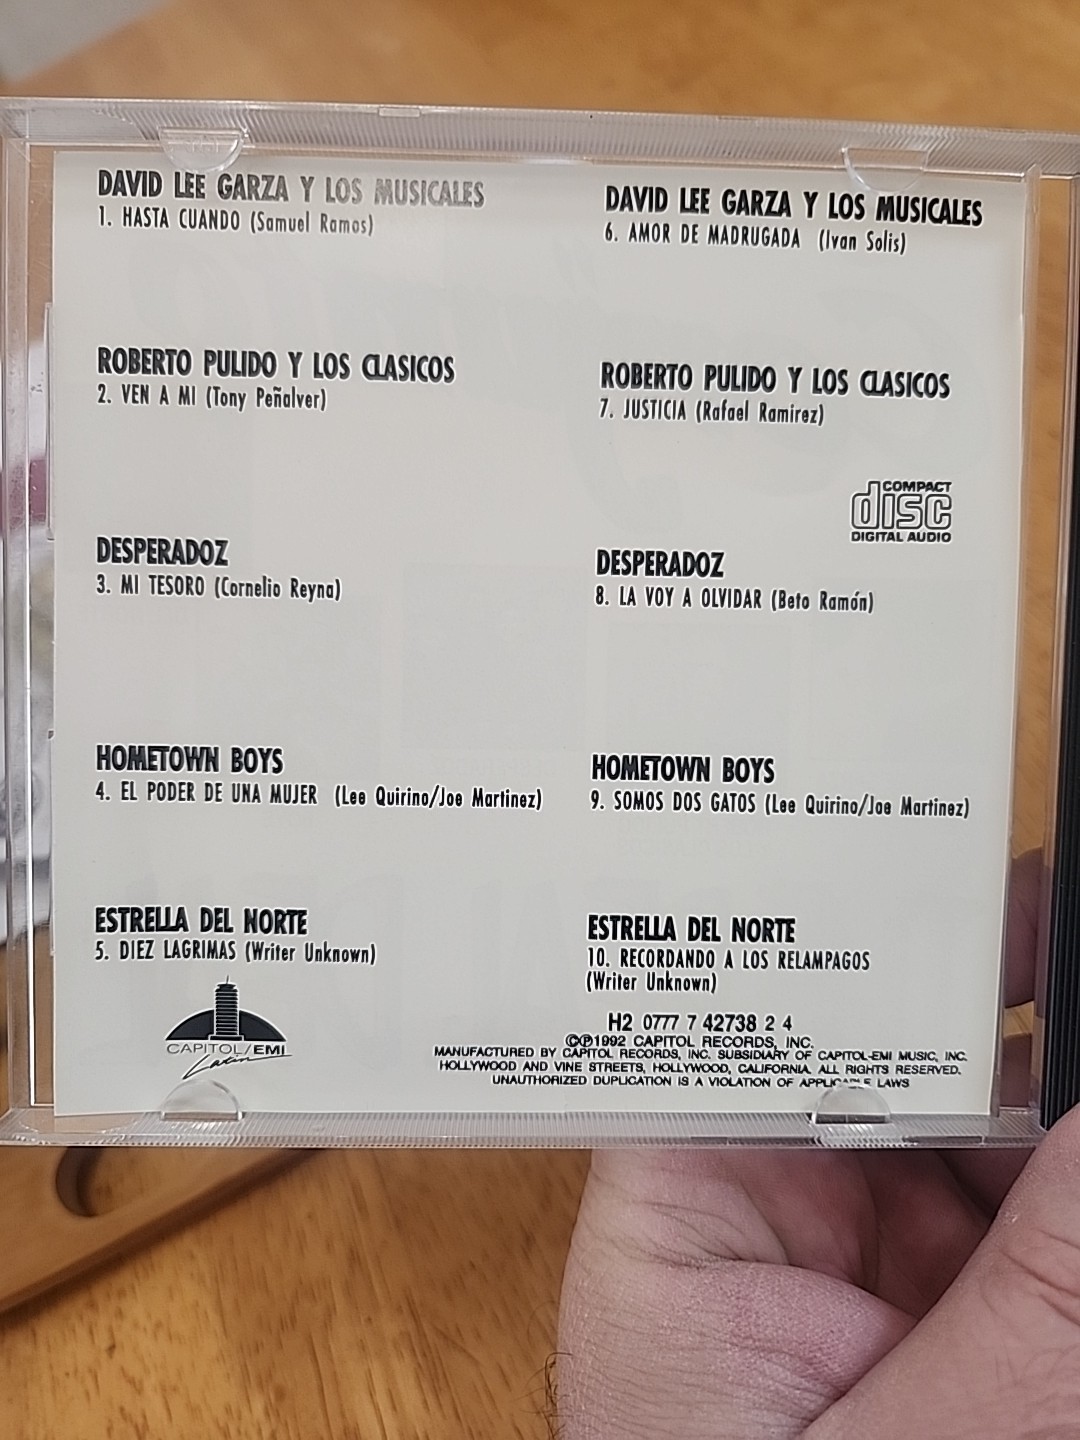 DAVID LEE GARZA Y LOS MUSICALES
1. HASTA CUANDO (Samuel Ramos)
ROBERTO PULIDO Y LOS CLASICOS
2. VEN A MI (Tony Peñalver)
DESPERADOZ
3. MI TESORO (Cornelio Reyna)
HOMETOWN BOYS
4. EL PODER DE UNA MUJER (Lee Quirino/Joe Martinez)
ESTRELLA DEL NORTE
5. DIEZ LAGRIMAS (Writer Unknown)
CAPITOL/EMI
Latin
DAVID LEE GARZA Y LOS MUSICALES
6. AMOR DE MADRUGADA (Ivan Solis)
ROBERTO PULIDO Y LOS CLASICOS
7. JUSTICIA (Rafael Ramirez)
COMPACT
disc
DIGITAL AUDIO
DESPERADOZ
8. LA VOY A OLVIDAR (Beto Ramón)
HOMETOWN BOYS
9. SOMOS DOS GATOS (Lee Quirino/Joe Martinez)
ESTRELLA DEL NORTE
10. RECORDANDO A LOS RELAMPAGOS
(Writer Unknown)
H2 0777 7 42738 2 4
©℗1992 CAPITOL RECORDS, INC.
MANUFACTURED BY CAPITOL RECORDS, INC. SUBSIDIARY OF CAPITOL-EMI MUSIC, INC.
HOLLYWOOD AND VINE STREETS, HOLLYWOOD, CALIFORNIA. ALL RIGHTS RESERVED.
UNAUTHORIZED DUPLICATION IS A VIOLATION OF APPLICABLE LAWS